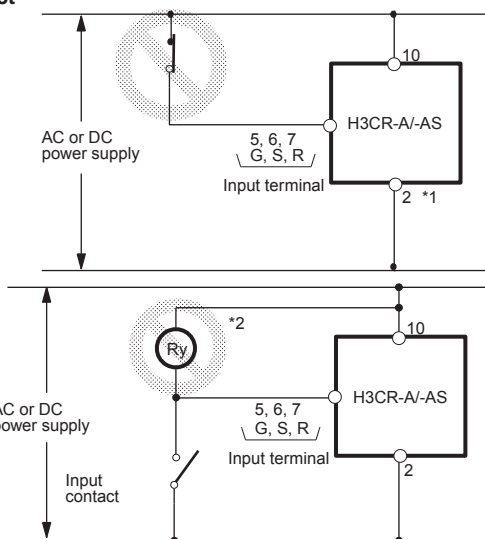 10
H3CR-A/-AS
AC or DC
power supply
5, 6, 7
G, S, R
Input terminal
2 *1
*2
10
Ry
H3CR-A/-AS
AC or DC
power supply
5, 6, 7
G, S, R
Input terminal
2
Input
contact